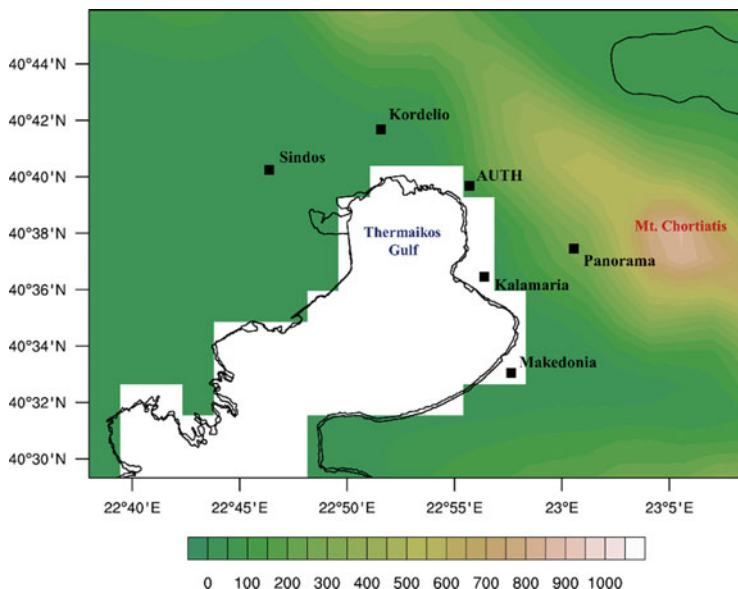 40°44'N
40°42'N
40°40'N
40°38'N
40°36'N
40°34'N
40°32'N
40°30'N
Kordelio
Sindos
AUTH
Thermaikos
Gulf
Mt. Chortiatis
Panorama
Kalamaria
Makedonia
22°40'E 22°45'E 22°50'E 22°55'E 23°E 23°5'E
0 100 200 300 400 500 600 700 800 900 1000